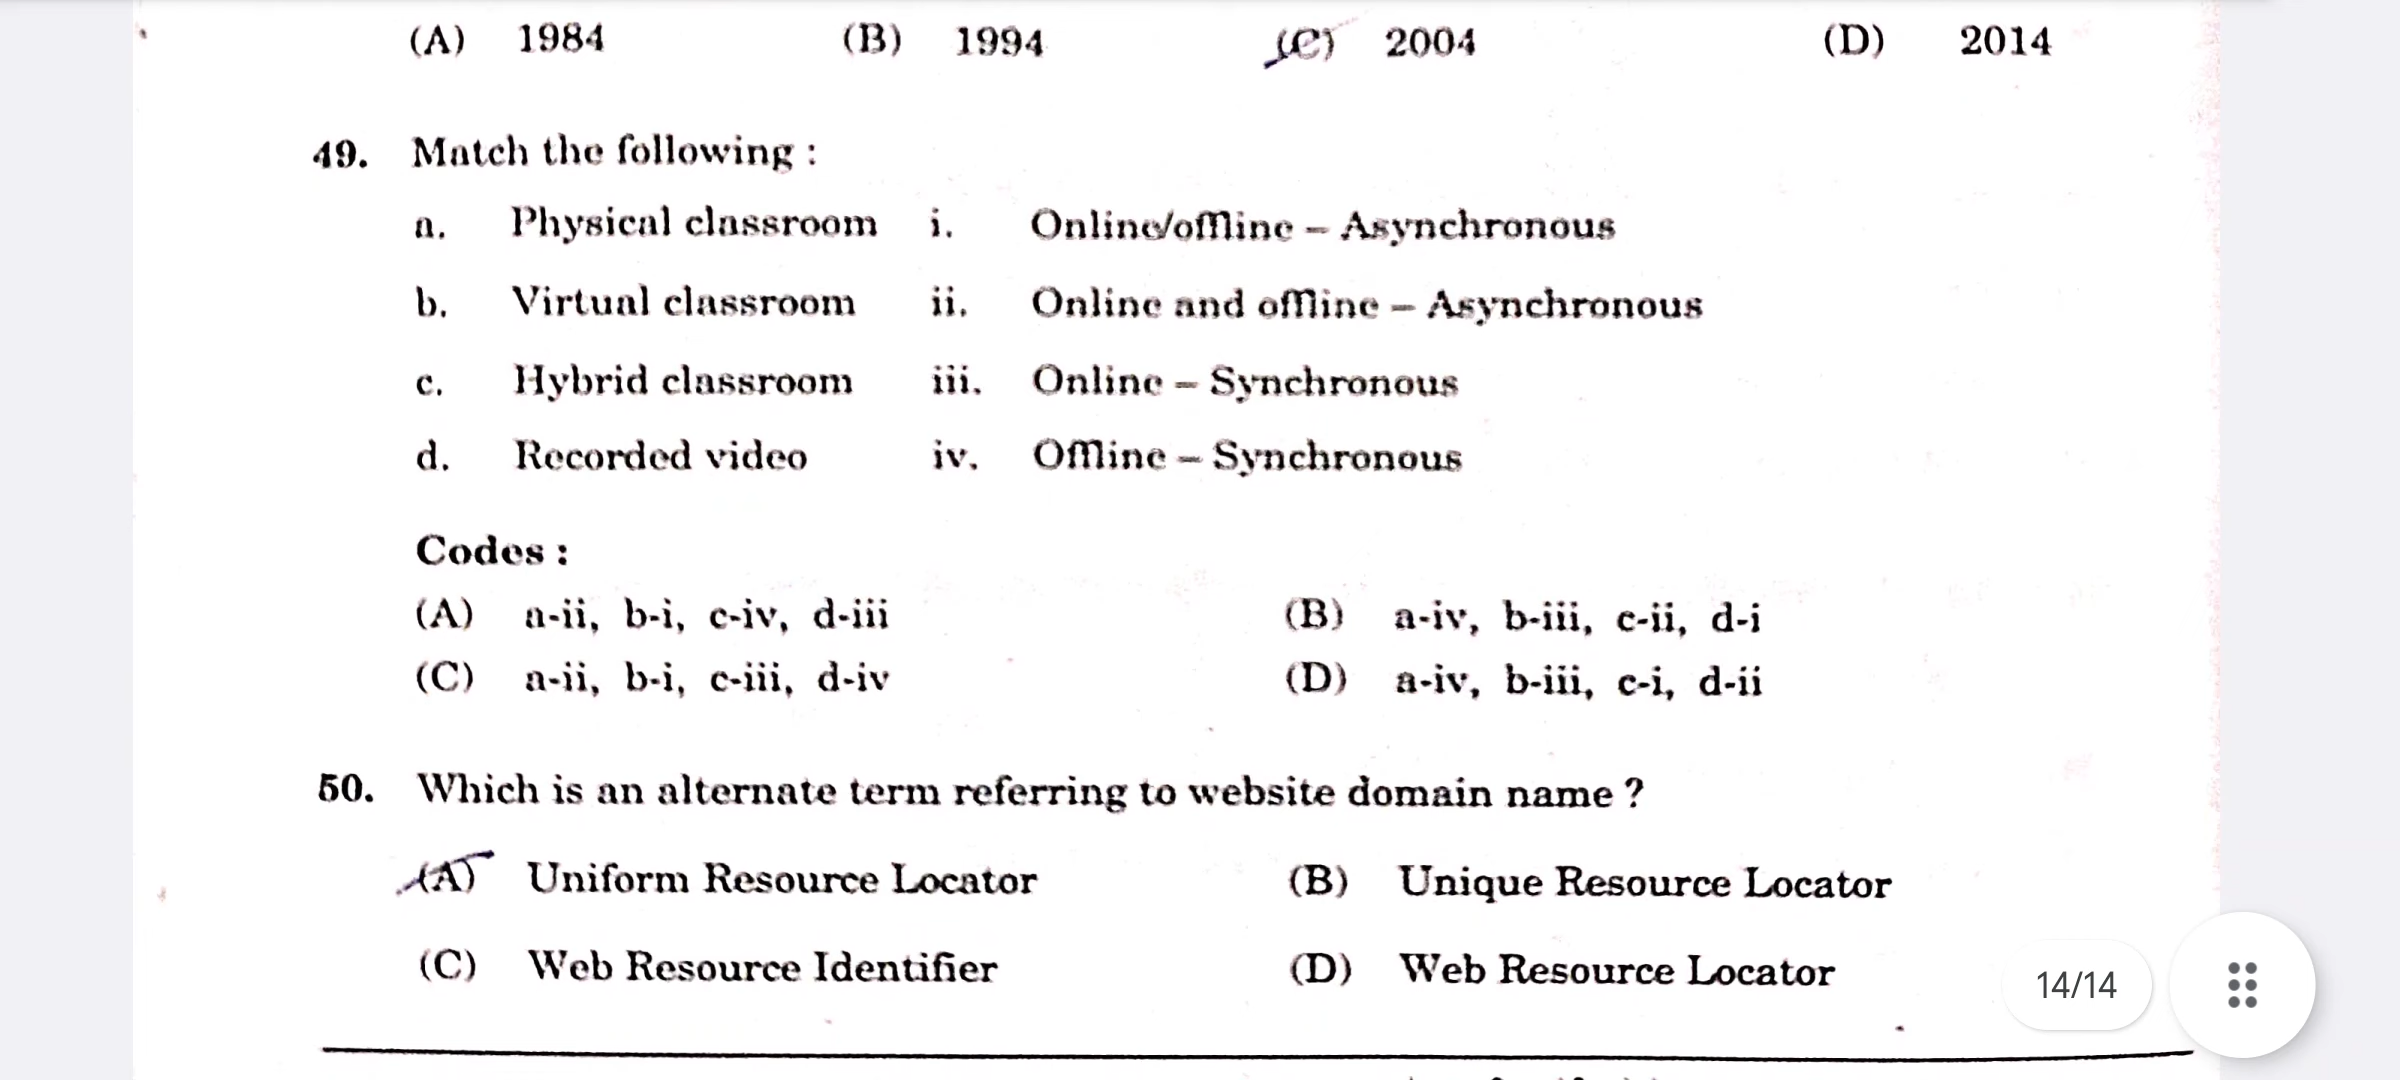 (A) 1984 (B) 1994 (C) 2004 (D) 2014
49. Match the following :
a. Physical classroom i. Online/offline – Asynchronous
b. Virtual classroom ii. Online and offline – Asynchronous
c. Hybrid classroom iii. Online – Synchronous
d. Recorded video iv. Offline – Synchronous
Codes :
(A) a-ii, b-i, c-iv, d-iii (B) a-iv, b-iii, c-ii, d-i
(C) a-ii, b-i, c-iii, d-iv (D) a-iv, b-iii, c-i, d-ii
50. Which is an alternate term referring to website domain name ?
(A) Uniform Resource Locator (B) Unique Resource Locator
(C) Web Resource Identifier (D) Web Resource Locator
14/14